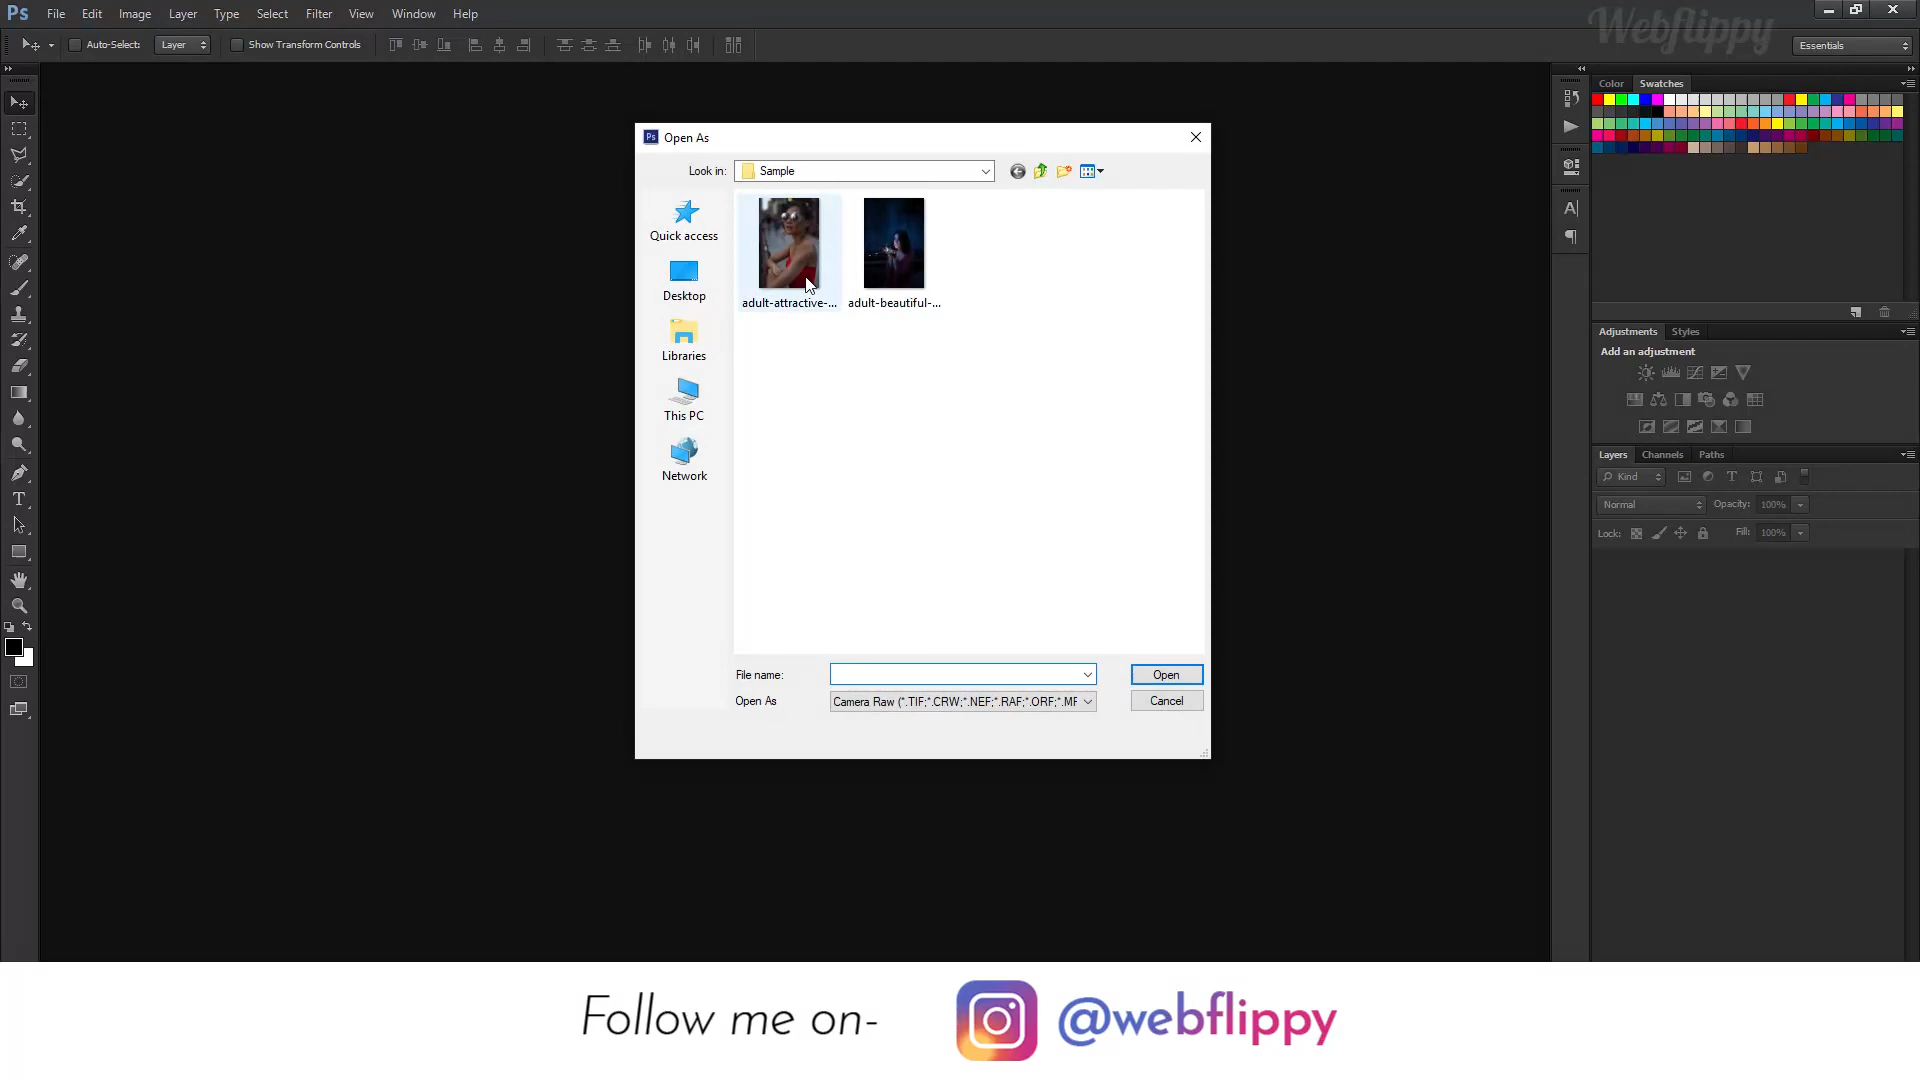 Ps File Edit Image Layer Type Select Filter View Window Help
Webflippy
Auto-Select: Layer Show Transform Controls
Essentials
Color Swatches
Ps Open As
Look in: Sample
Quick access
Desktop
Libraries
This PC
Network
adult-attractive-... adult-beautiful-...
File name: Open
Open As Camera Raw (*.TIF;*.CRW;*.NEF;*.RAF;*.ORF;*.MF Cancel
Adjustments Styles
Add an adjustment
Layers Channels Paths
Kind
Normal Opacity: 100%
Lock: Fill: 100%
Follow me on- @webflippy